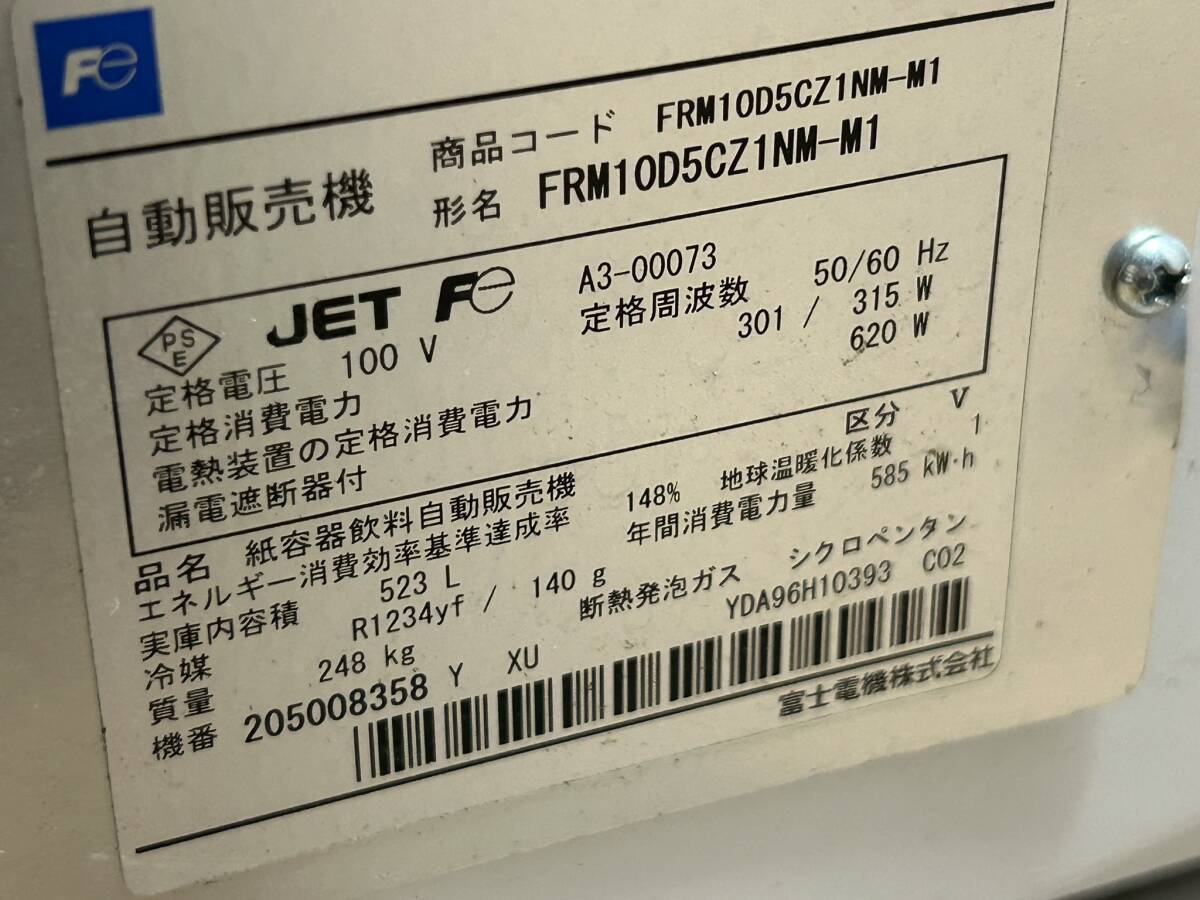 Fe
自動販売機
商品コード FRM10D5CZ1NM-M1
形名 FRM10D5CZ1NM-M1
PSE JET Fe A3-00073
定格電圧 100 V 定格周波数 50/60 Hz
定格消費電力 301 / 315 W
電熱装置の定格消費電力 620 W
漏電遮断器付
品名 紙容器飲料自動販売機 区分 V
エネルギー消費効率基準達成率 148% 地球温暖化係数 1
実庫内容積 523 L 年間消費電力量 585 kW·h
冷媒 R1234yf / 140 g 断熱発泡ガス シクロペンタン
質量 248 kg YDA96H10393 CO2
機番 205008358 Y XU
富士電機株式会社